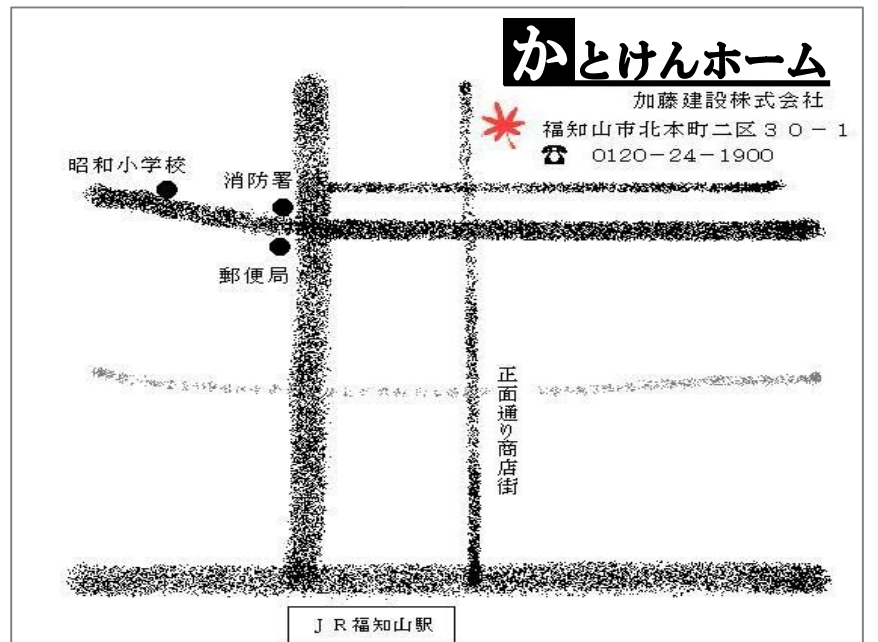 かとけんホーム
加藤建設株式会社
福知山市北本町二区３０－１
☎ 0120－24－1900
昭和小学校
消防署
郵便局
正面通り商店街
ＪＲ福知山駅